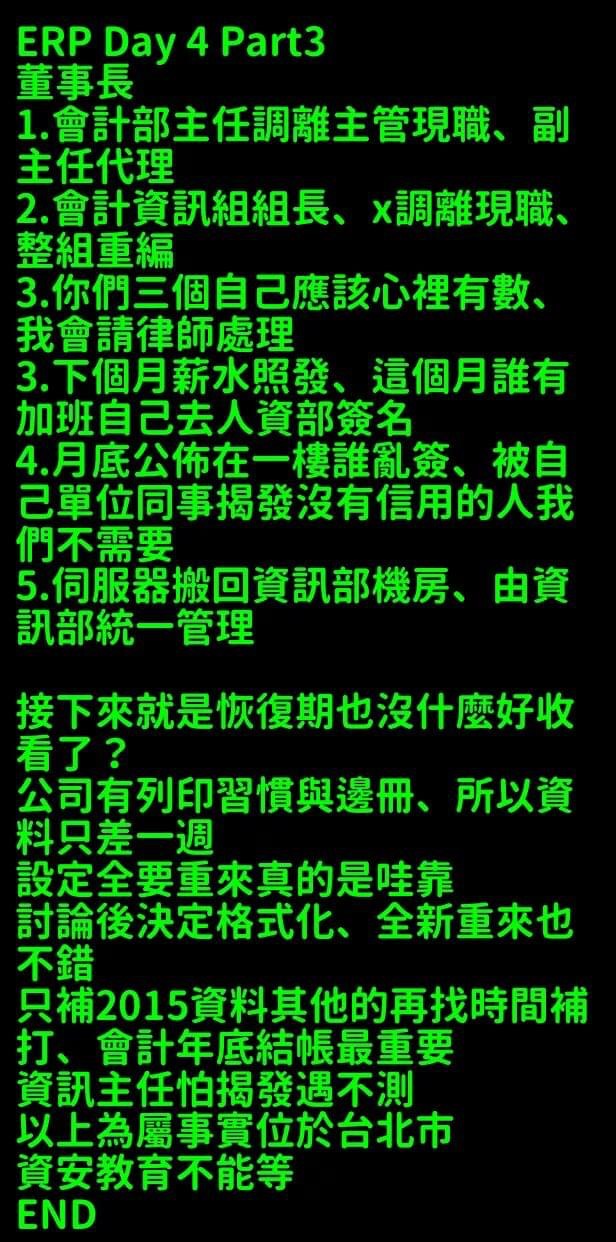 ERP Day 4 Part3
董事長
1.會計部主任調離主管現職、副
主任代理
2.會計資訊組組長、x調離現職、
整組重編
3.你們三個自己應該心裡有數、
我會請律師處理
3.下個月薪水照發、這個月誰有
加班自己去人資部簽名
4.月底公佈在一樓誰亂簽、被自
己單位同事揭發沒有信用的人我
們不需要
5.伺服器搬回資訊部機房、由資
訊部統一管理
接下來就是恢復期也沒什麼好收
看了？
公司有列印習慣與邊冊、所以資
料只差一週
設定全要重來真的是哇靠
討論後決定格式化、全新重來也
不錯
只補2015資料其他的再找時間補
打、會計年底結帳最重要
資訊主任怕揭發遇不測
以上為屬事實位於台北市
資安教育不能等
END